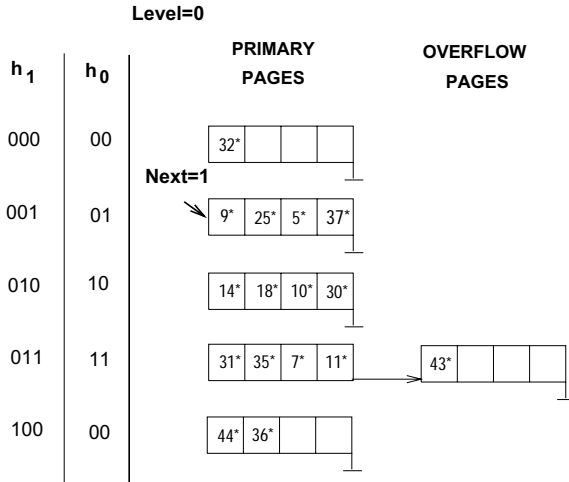 Level=0
h1 h0 PRIMARY PAGES OVERFLOW PAGES
000 00 32*
Next=1
001 01 9* 25* 5* 37*
010 10 14* 18* 10* 30*
011 11 31* 35* 7* 11* 43*
100 00 44* 36*